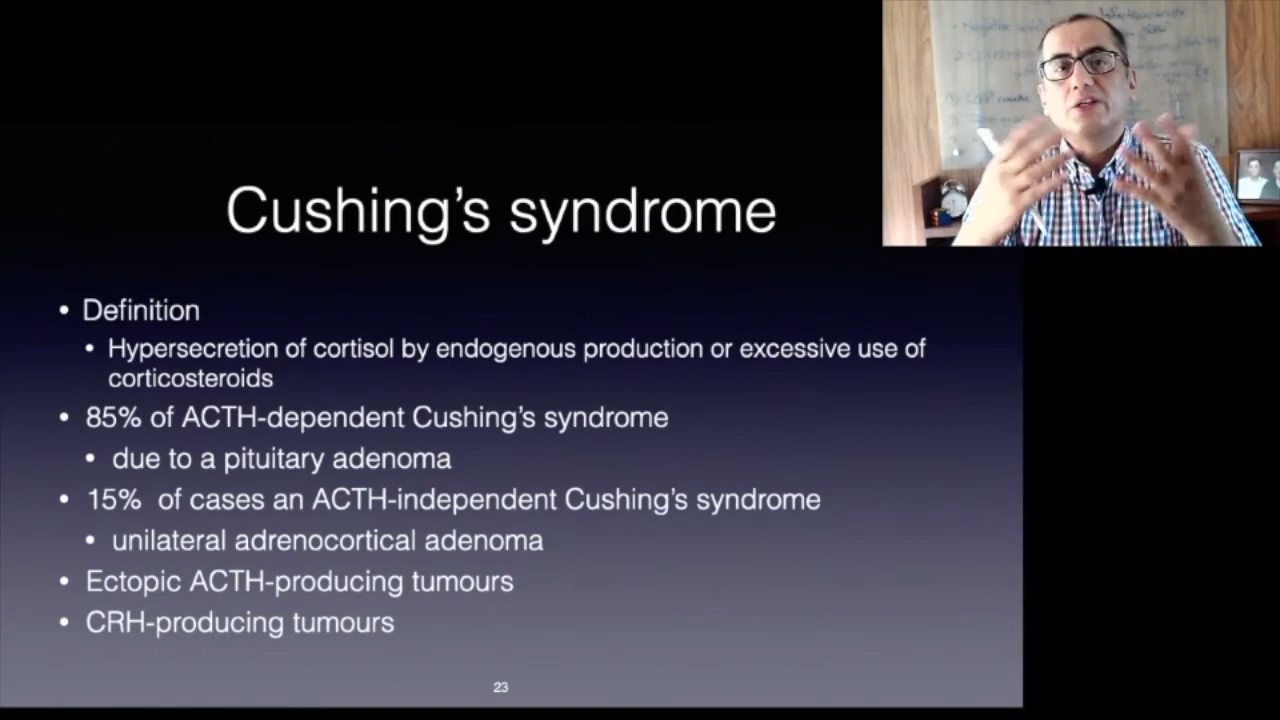 Cushing's syndrome
• Definition
• Hypersecretion of cortisol by endogenous production or excessive use of
corticosteroids
• 85% of ACTH-dependent Cushing's syndrome
• due to a pituitary adenoma
• 15% of cases an ACTH-independent Cushing's syndrome
• unilateral adrenocortical adenoma
• Ectopic ACTH-producing tumours
• CRH-producing tumours
23